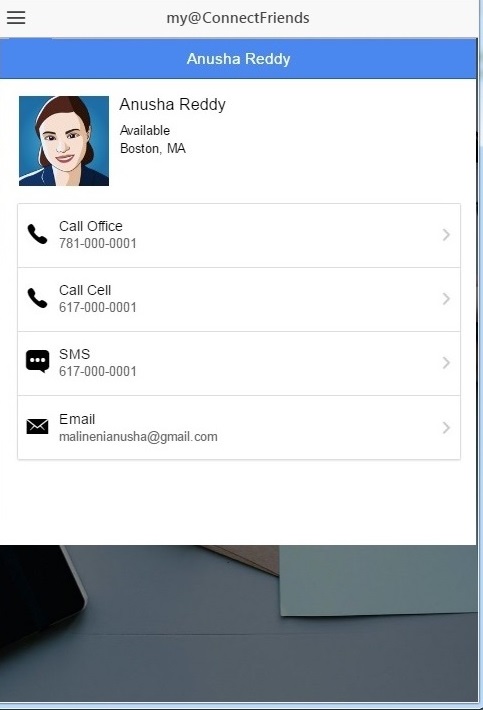 my@ConnectFriends
Anusha Reddy
Anusha Reddy
Available
Boston, MA
Call Office
781-000-0001
Call Cell
617-000-0001
SMS
617-000-0001
Email
malinenianusha@gmail.com